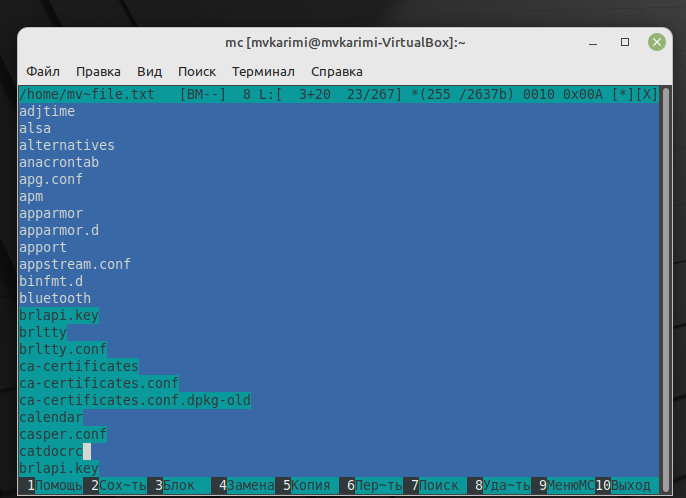 mc [mvkarimi@mvkarimi-VirtualBox]:~
Файл Правка Вид Поиск Терминал Справка
/home/mv~file.txt [BM--] 8 L:[ 3+20 23/267] *(255 /2637b) 0010 0x00A [*][X]
adjtime
alsa
alternatives
anacrontab
apg.conf
apm
apparmor
apparmor.d
apport
appstream.conf
binfmt.d
bluetooth
brlapi.key
brltty
brltty.conf
ca-certificates
ca-certificates.conf
ca-certificates.conf.dpkg-old
calendar
casper.conf
catdocrc
brlapi.key
1Помощь 2Сох~ть 3Блок 4Замена 5Копия 6Пер~ть 7Поиск 8Уда~ть 9МенюMC 10Выход